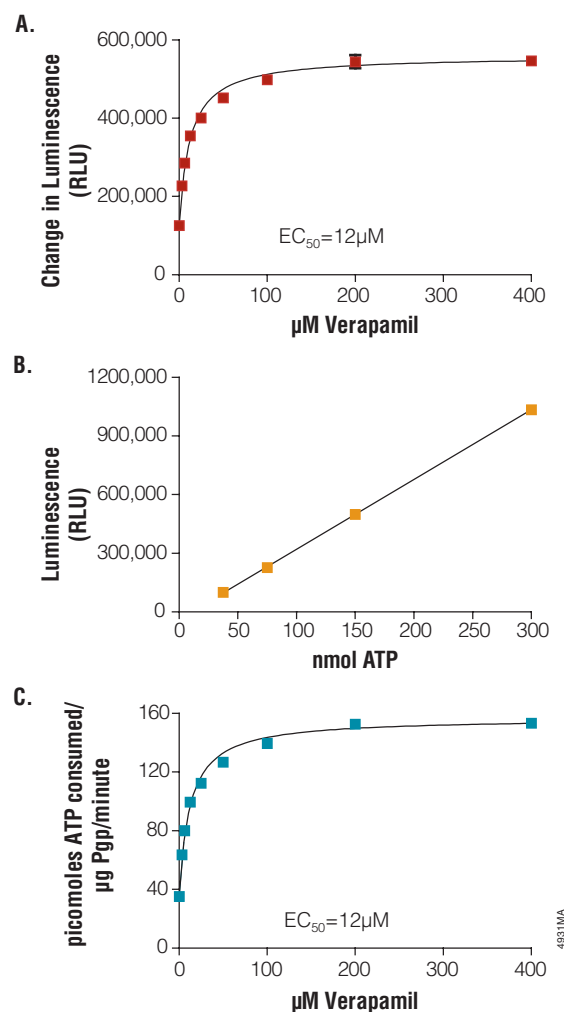 A.
600,000
400,000
200,000
0
Change in Luminescence
(RLU)
EC₅₀=12µM
0 100 200 300 400
µM Verapamil
B.
1200,000
900,000
600,000
300,000
0
Luminescence
(RLU)
0 50 100 150 200 250 300
nmol ATP
C.
160
120
80
40
0
picomoles ATP consumed/
µg Pgp/minute
EC₅₀=12µM
0 100 200 300 400
µM Verapamil
4931MA